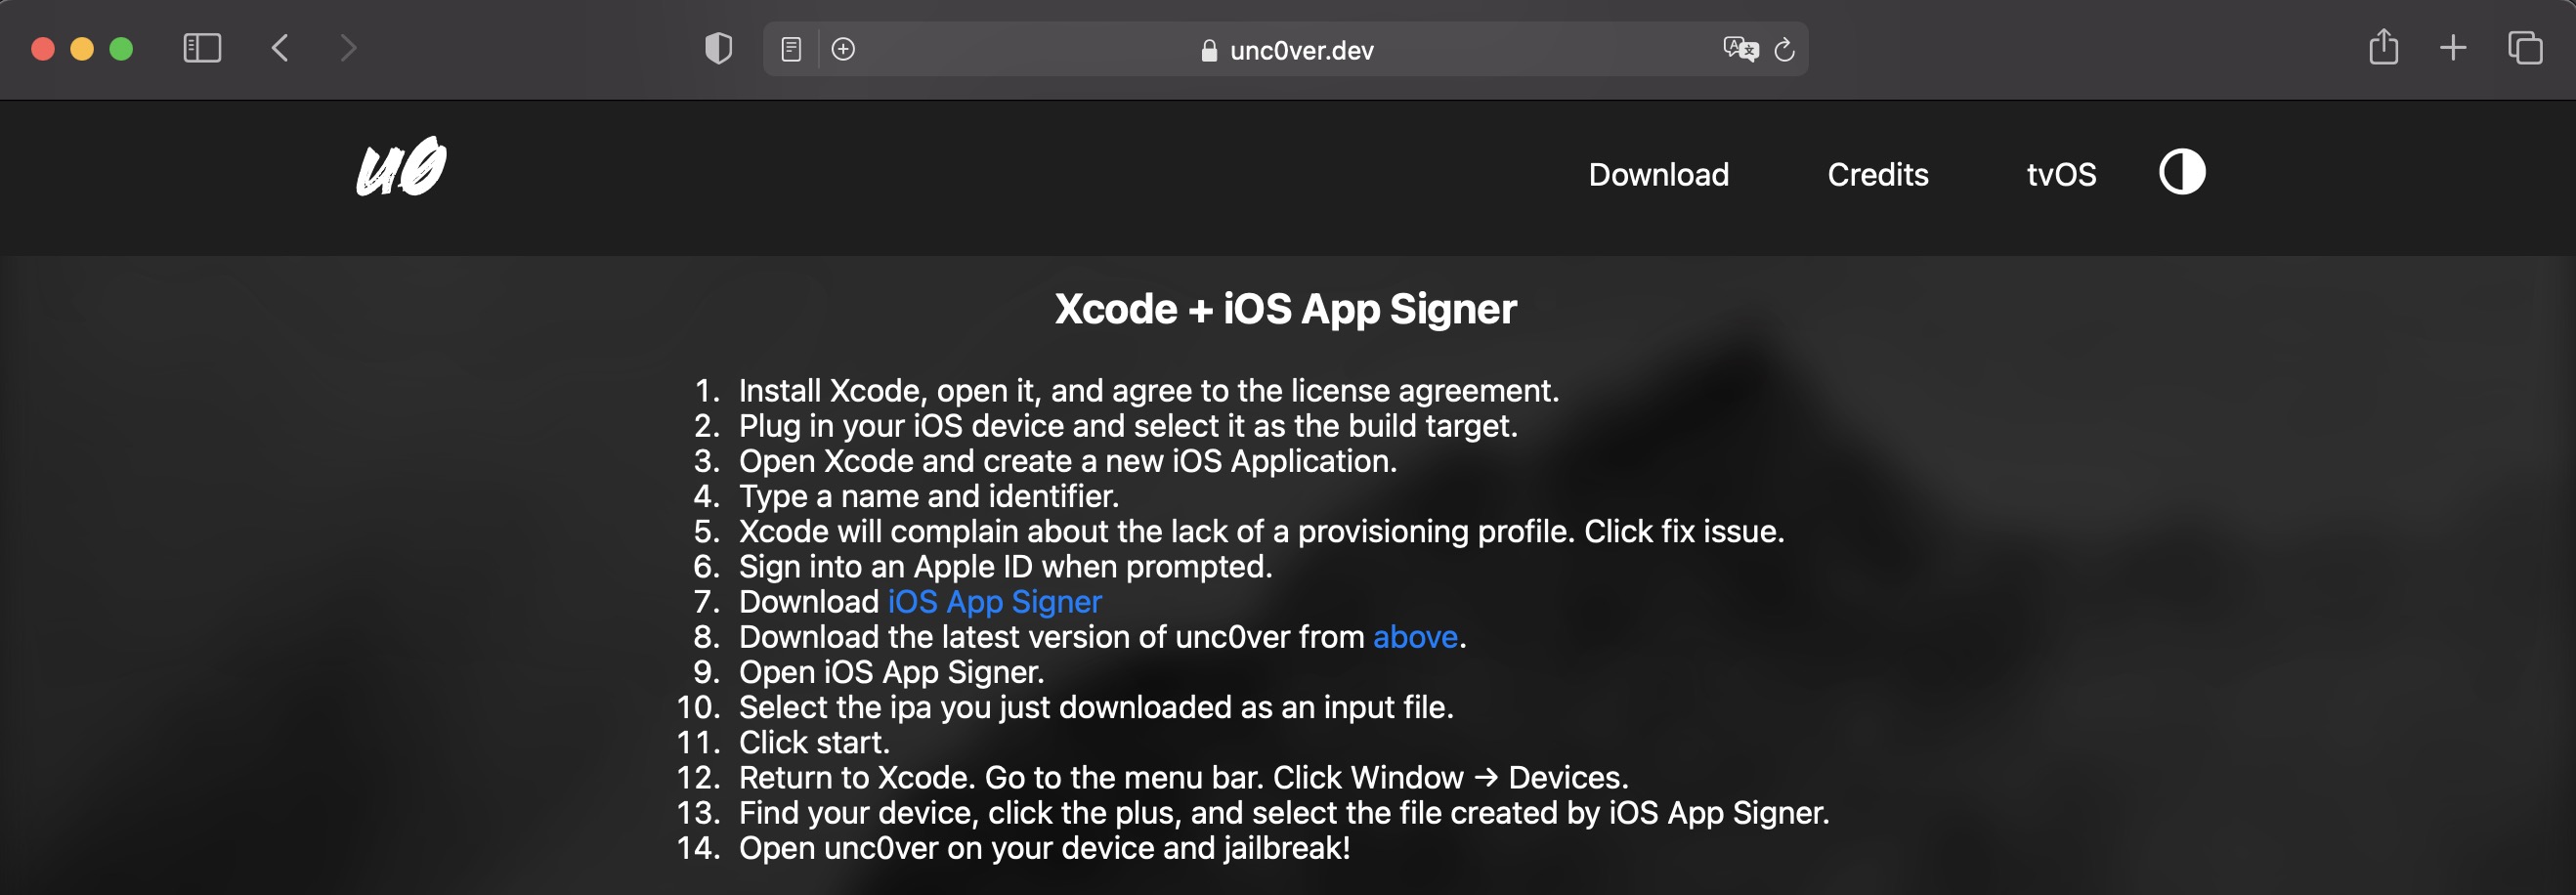 unc0ver.dev
u0
Download Credits tvOS
Xcode + iOS App Signer
1. Install Xcode, open it, and agree to the license agreement.
2. Plug in your iOS device and select it as the build target.
3. Open Xcode and create a new iOS Application.
4. Type a name and identifier.
5. Xcode will complain about the lack of a provisioning profile. Click fix issue.
6. Sign into an Apple ID when prompted.
7. Download iOS App Signer
8. Download the latest version of unc0ver from above.
9. Open iOS App Signer.
10. Select the ipa you just downloaded as an input file.
11. Click start.
12. Return to Xcode. Go to the menu bar. Click Window → Devices.
13. Find your device, click the plus, and select the file created by iOS App Signer.
14. Open unc0ver on your device and jailbreak!